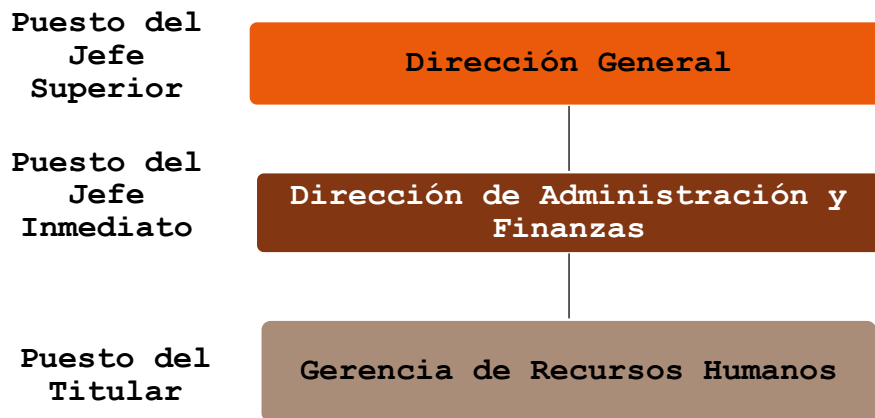 Puesto del
Jefe
Superior
Dirección General
Puesto del
Jefe
Inmediato
Dirección de Administración y
Finanzas
Puesto del
Titular
Gerencia de Recursos Humanos